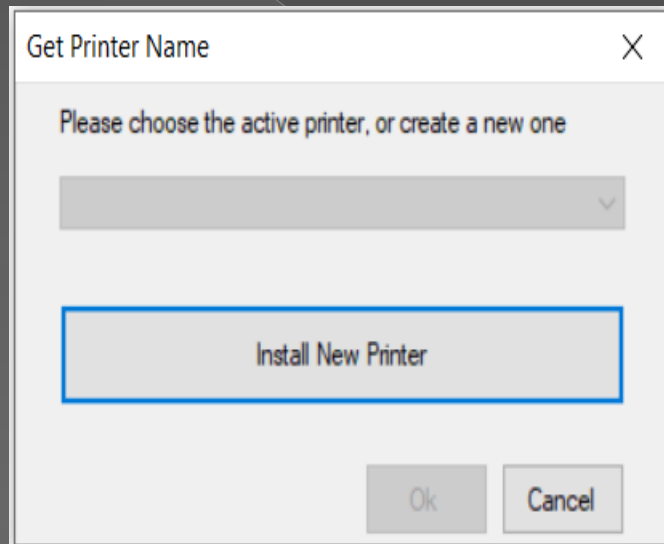 Get Printer Name
Please choose the active printer, or create a new one
Install New Printer
Ok
Cancel